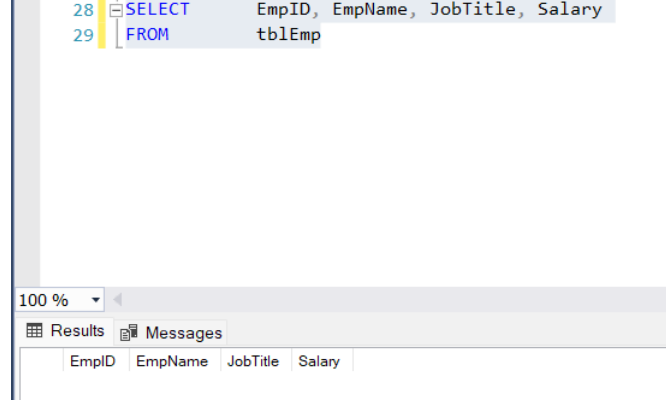 28 SELECT EmpID, EmpName, JobTitle, Salary
29 FROM tblEmp
100 %
Results Messages
EmpID EmpName JobTitle Salary